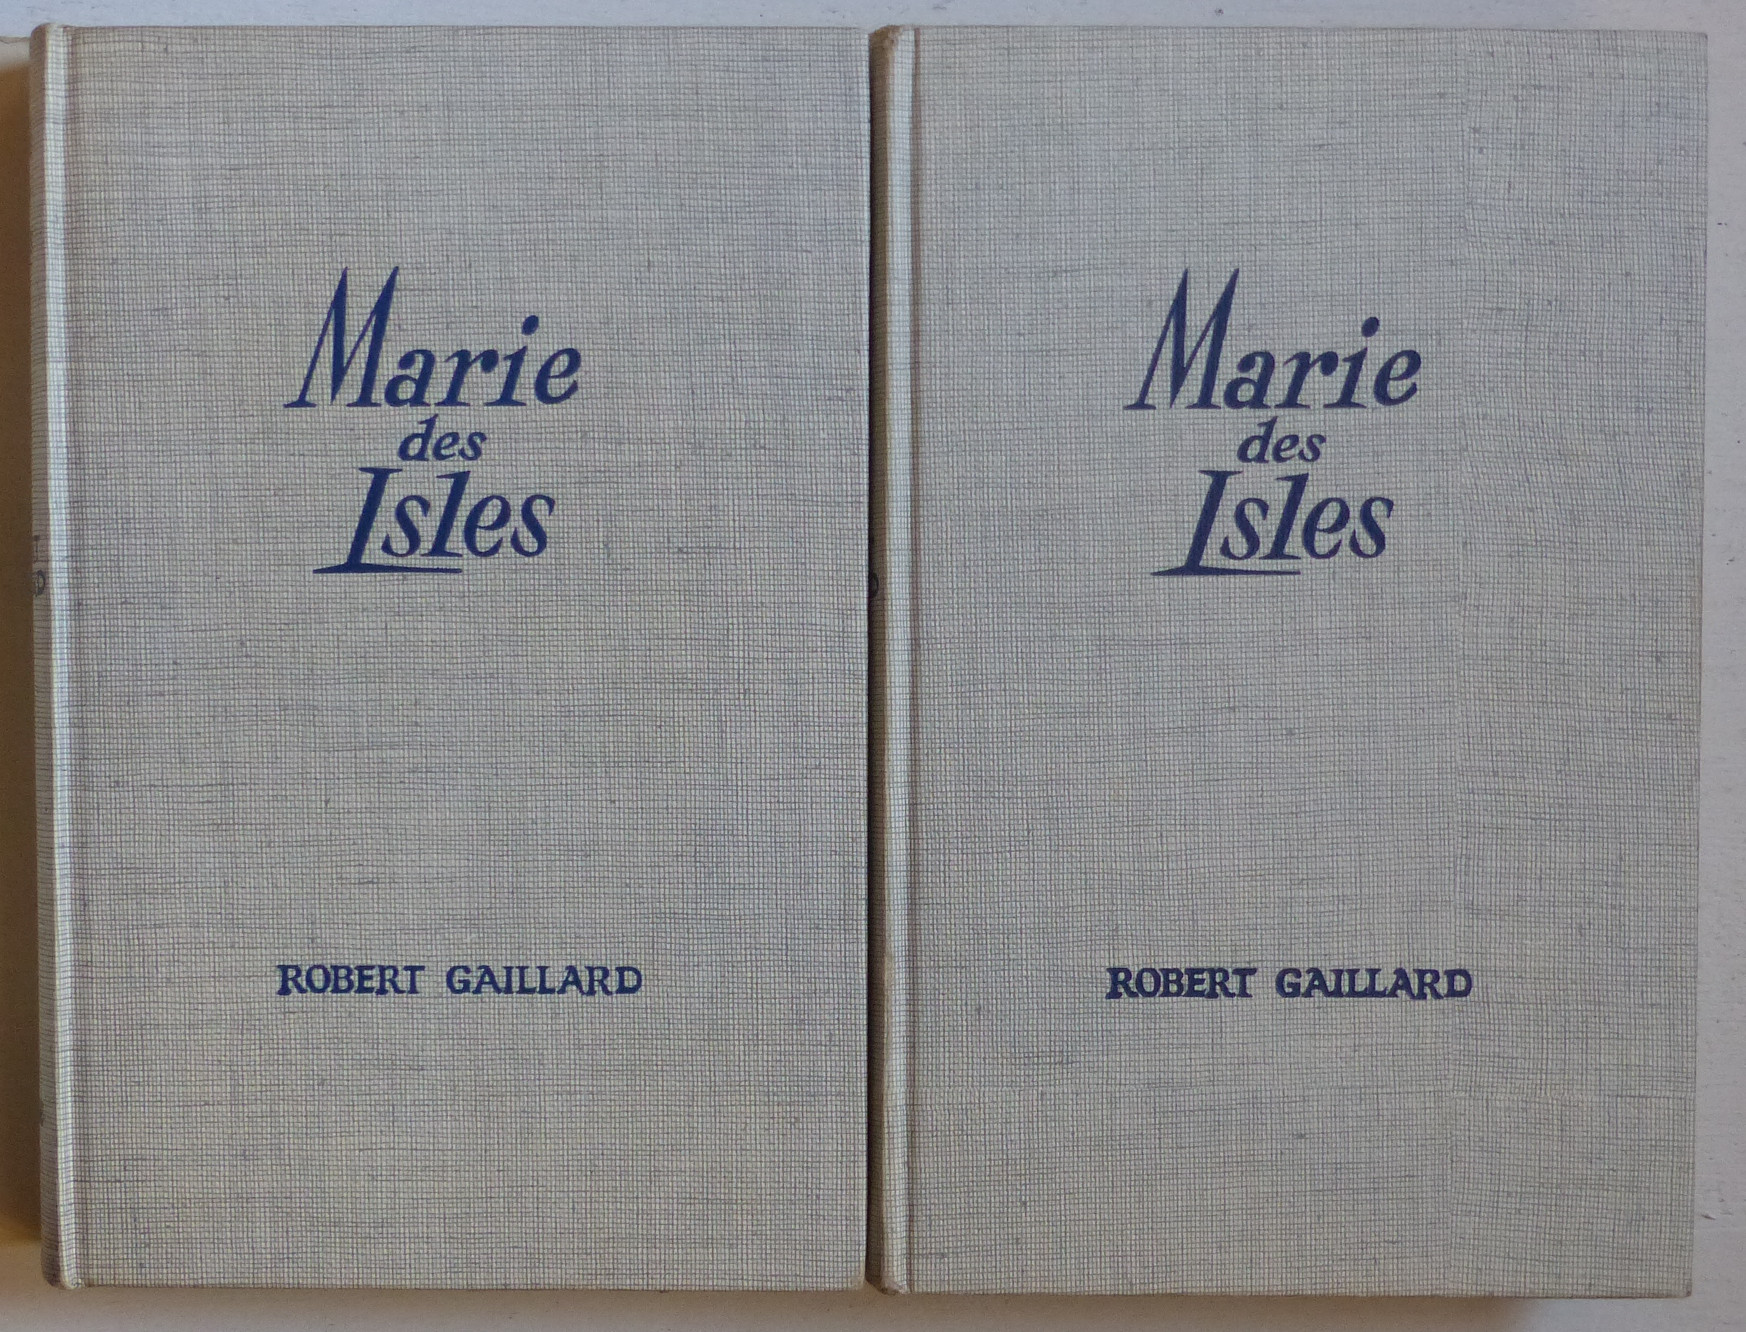 Marie
des
Isles
ROBERT GAILLARD
Marie
des
Isles
ROBERT GAILLARD